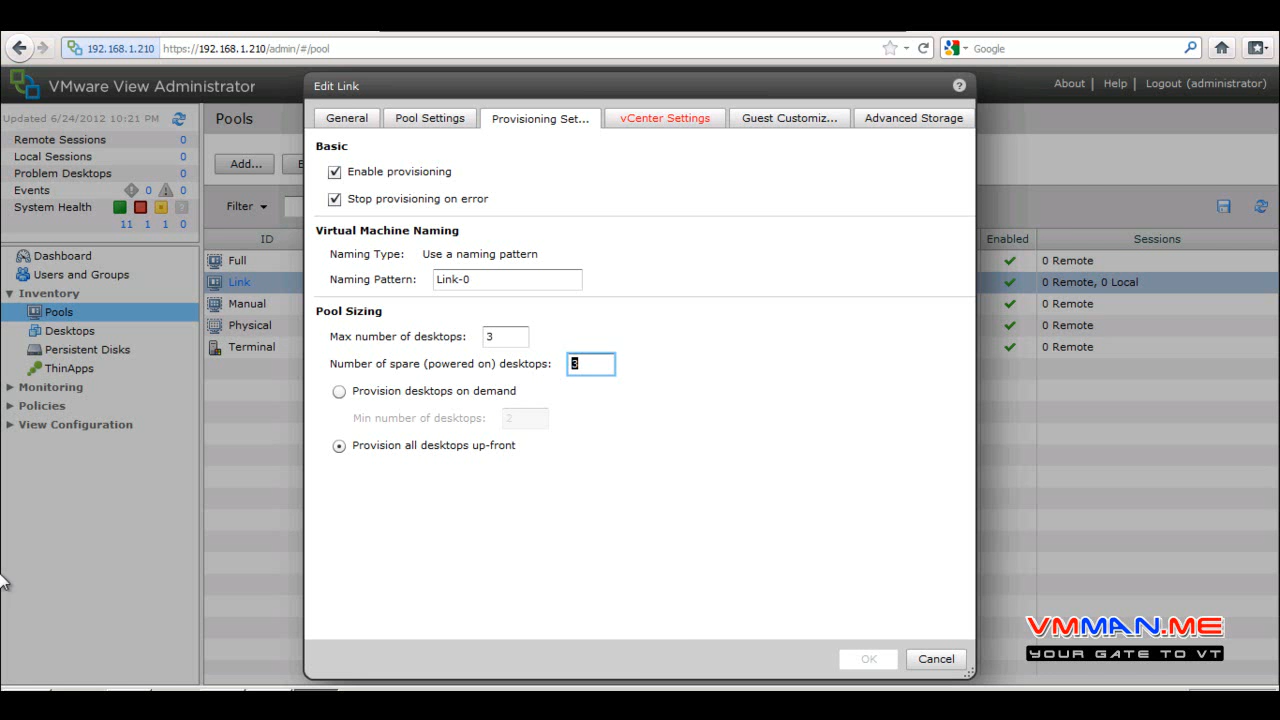 192.168.1.210 https://192.168.1.210/admin/#/pool Google
VMware View Administrator
About Help Logout (administrator)
Updated 6/24/2012 10:21 PM
Remote Sessions 0
Local Sessions 0
Problem Desktops 0
Events 0 0
System Health
11 1 1 0
Dashboard
Users and Groups
Inventory
Pools
Desktops
Persistent Disks
ThinApps
Monitoring
Policies
View Configuration
Pools
Add... E
Filter
ID Enabled Sessions
Full 0 Remote
Link 0 Remote, 0 Local
Manual 0 Remote
Physical 0 Remote
Terminal 0 Remote
Edit Link ?
General Pool Settings Provisioning Set... vCenter Settings Guest Customiz... Advanced Storage
Basic
Enable provisioning
Stop provisioning on error
Virtual Machine Naming
Naming Type: Use a naming pattern
Naming Pattern: Link-0
Pool Sizing
Max number of desktops: 3
Number of spare (powered on) desktops: 3
Provision desktops on demand
Min number of desktops: 2
Provision all desktops up-front
OK Cancel
VMMAN.ME
YOUR GATE TO VT